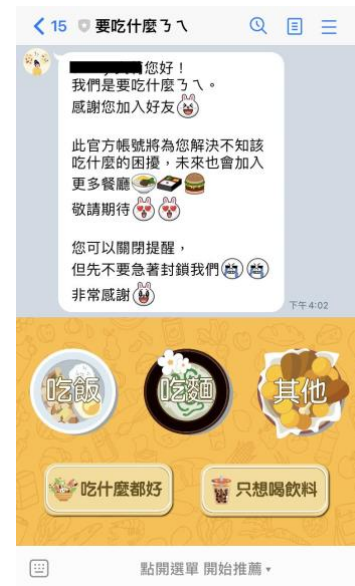 15 要吃什麼ㄋㄟ
您好！
我們是要吃什麼ㄋㄟ。
感謝您加入好友
此官方帳號將為您解決不知該
吃什麼的困擾，未來也會加入
更多餐廳
敬請期待
您可以關閉提醒，
但先不要急著封鎖我們
非常感謝
下午4:02
吃飯
吃麵
其他
吃什麼都好
只想喝飲料
點開選單 開始推薦▾